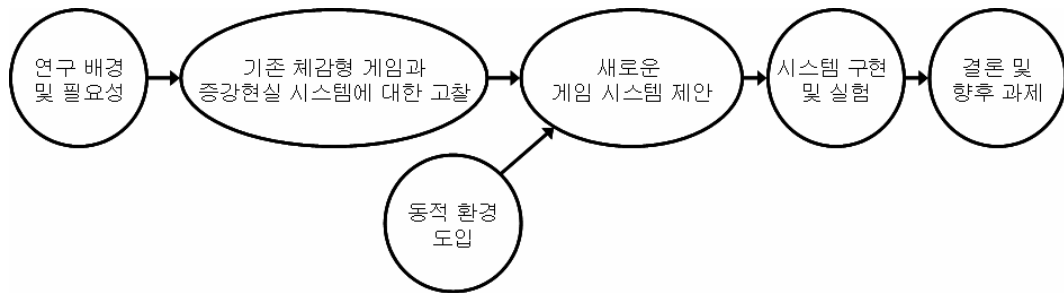 연구 배경
및 필요성
기존 체감형 게임과
증강현실 시스템에 대한 고찰
새로운
게임 시스템 제안
시스템 구현
및 실험
결론 및
향후 과제
동적 환경
도입